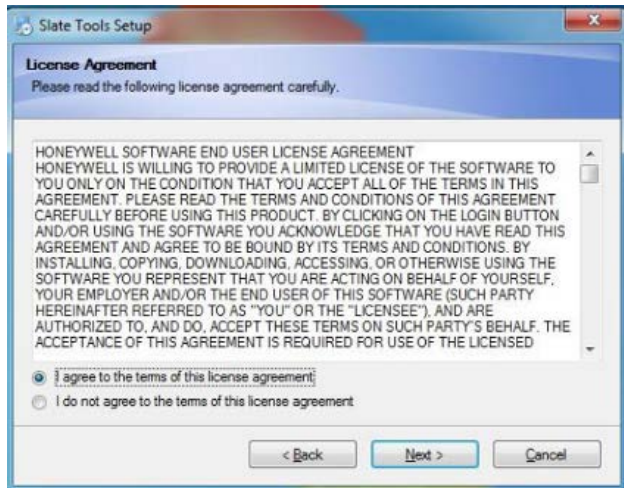 Slate Tools Setup
License Agreement
Please read the following license agreement carefully.
HONEYWELL SOFTWARE END USER LICENSE AGREEMENT
HONEYWELL IS WILLING TO PROVIDE A LIMITED LICENSE OF THE SOFTWARE TO
YOU ONLY ON THE CONDITION THAT YOU ACCEPT ALL OF THE TERMS IN THIS
AGREEMENT. PLEASE READ THE TERMS AND CONDITIONS OF THIS AGREEMENT
CAREFULLY BEFORE USING THIS PRODUCT. BY CLICKING ON THE LOGIN BUTTON
AND/OR USING THE SOFTWARE YOU ACKNOWLEDGE THAT YOU HAVE READ THIS
AGREEMENT AND AGREE TO BE BOUND BY ITS TERMS AND CONDITIONS. BY
INSTALLING, COPYING, DOWNLOADING, ACCESSING, OR OTHERWISE USING THE
SOFTWARE YOU REPRESENT THAT YOU ARE ACTING ON BEHALF OF YOURSELF,
YOUR EMPLOYER AND/OR THE END USER OF THIS SOFTWARE (SUCH PARTY
HEREINAFTER REFERRED TO AS "YOU" OR THE "LICENSEE"), AND ARE
AUTHORIZED TO, AND DO, ACCEPT THESE TERMS ON SUCH PARTY'S BEHALF. THE
ACCEPTANCE OF THIS AGREEMENT IS REQUIRED FOR USE OF THE LICENSED
I agree to the terms of this license agreement
I do not agree to the terms of this license agreement
< Back Next > Cancel